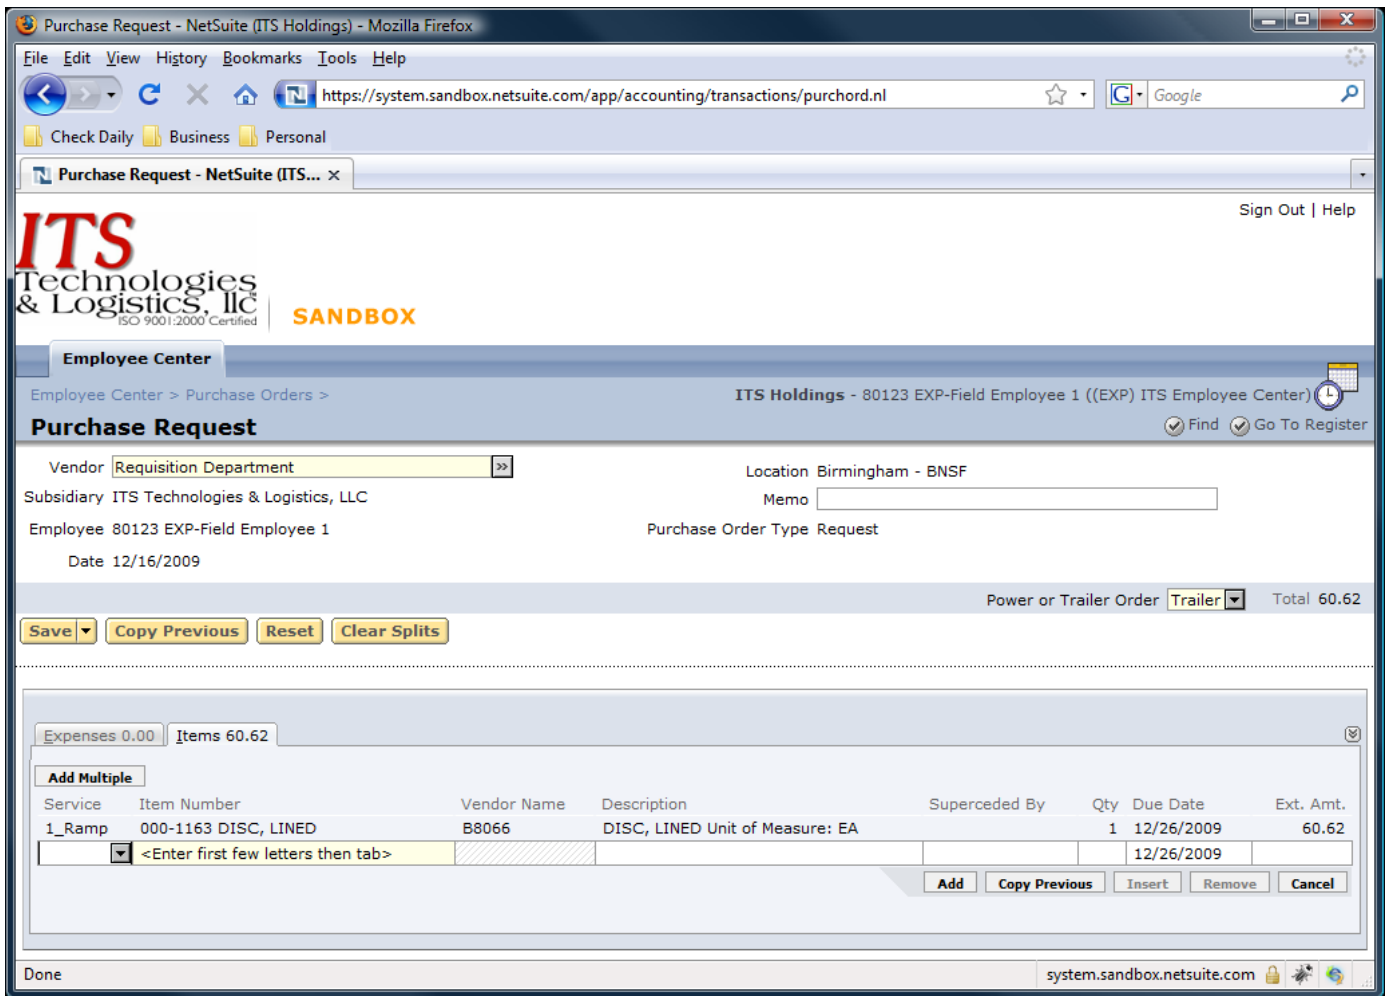 Purchase Request - NetSuite (ITS Holdings) - Mozilla Firefox
File Edit View History Bookmarks Tools Help
https://system.sandbox.netsuite.com/app/accounting/transactions/purchord.nl
Google
Check Daily Business Personal
Purchase Request - NetSuite (ITS...
Sign Out | Help
ITS
Technologies
& Logistics, llc
ISO 9001:2000 Certified
SANDBOX
Employee Center
Employee Center > Purchase Orders > ITS Holdings - 80123 EXP-Field Employee 1 ((EXP) ITS Employee Center)
Purchase Request Find Go To Register
Vendor Requisition Department Location Birmingham - BNSF
Subsidiary ITS Technologies & Logistics, LLC Memo
Employee 80123 EXP-Field Employee 1 Purchase Order Type Request
Date 12/16/2009
Power or Trailer Order Trailer Total 60.62
Save Copy Previous Reset Clear Splits
Expenses 0.00 Items 60.62
Add Multiple
Service Item Number Vendor Name Description Superceded By Qty Due Date Ext. Amt.
1_Ramp 000-1163 DISC, LINED B8066 DISC, LINED Unit of Measure: EA 1 12/26/2009 60.62
<Enter first few letters then tab> 12/26/2009
Add Copy Previous Insert Remove Cancel
Done system.sandbox.netsuite.com